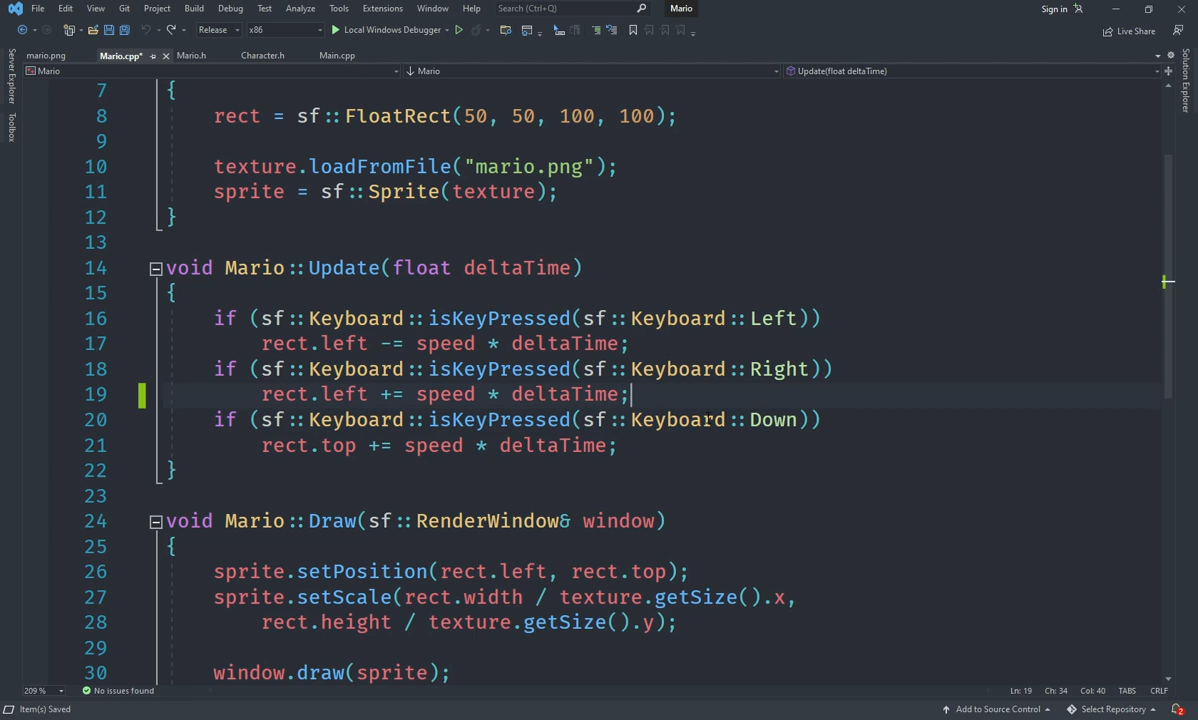 File Edit View Git Project Build Debug Test Analyze Tools Extensions Window Help Search (Ctrl+Q) Mario Sign in
Release x86 Local Windows Debugger Live Share
mario.png Mario.cpp* Mario.h Character.h Main.cpp
Mario Mario Update(float deltaTime)
Server Explorer
Toolbox
Solution Explorer
7 {
8 rect = sf::FloatRect(50, 50, 100, 100);
9
10 texture.loadFromFile("mario.png");
11 sprite = sf::Sprite(texture);
12 }
13
14 void Mario::Update(float deltaTime)
15 {
16 if (sf::Keyboard::isKeyPressed(sf::Keyboard::Left))
17 rect.left -= speed * deltaTime;
18 if (sf::Keyboard::isKeyPressed(sf::Keyboard::Right))
19 rect.left += speed * deltaTime;
20 if (sf::Keyboard::isKeyPressed(sf::Keyboard::Down))
21 rect.top += speed * deltaTime;
22 }
23
24 void Mario::Draw(sf::RenderWindow& window)
25 {
26 sprite.setPosition(rect.left, rect.top);
27 sprite.setScale(rect.width / texture.getSize().x,
28 rect.height / texture.getSize().y);
29
30 window.draw(sprite);
209 % No issues found Ln: 19 Ch: 34 Col: 40 TABS CRLF
Item(s) Saved Add to Source Control Select Repository 2